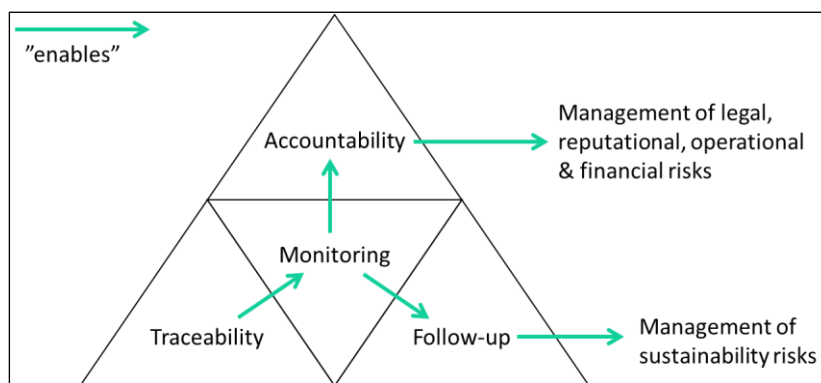 ”enables”
Accountability
Management of legal,
reputational, operational
& financial risks
Monitoring
Traceability
Follow-up
Management of
sustainability risks